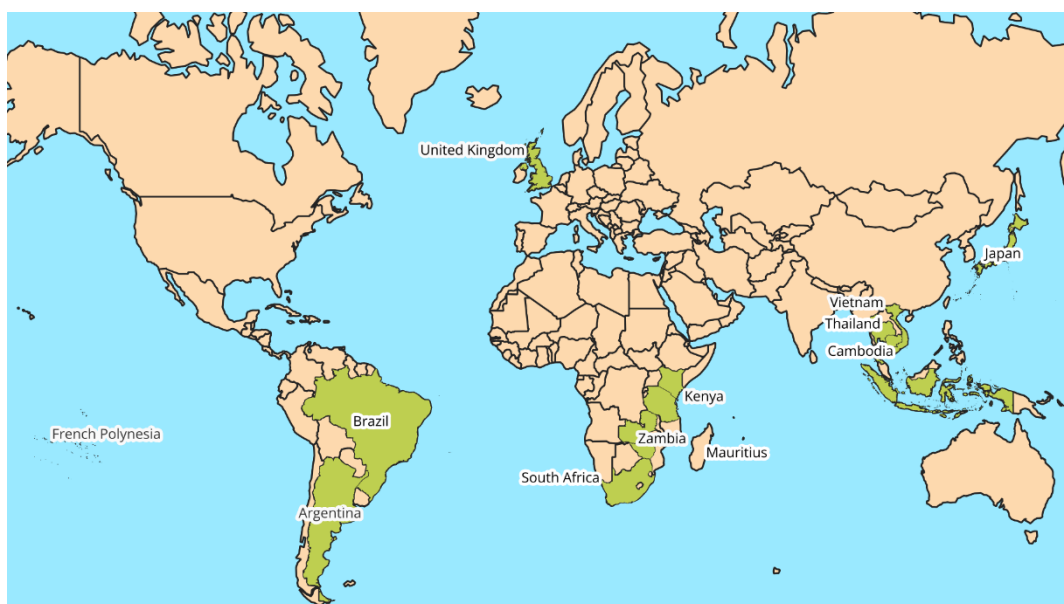 United Kingdom
Japan
Vietnam
Thailand
Cambodia
Kenya
Brazil
French Polynesia
Zambia
Mauritius
South Africa
Argentina